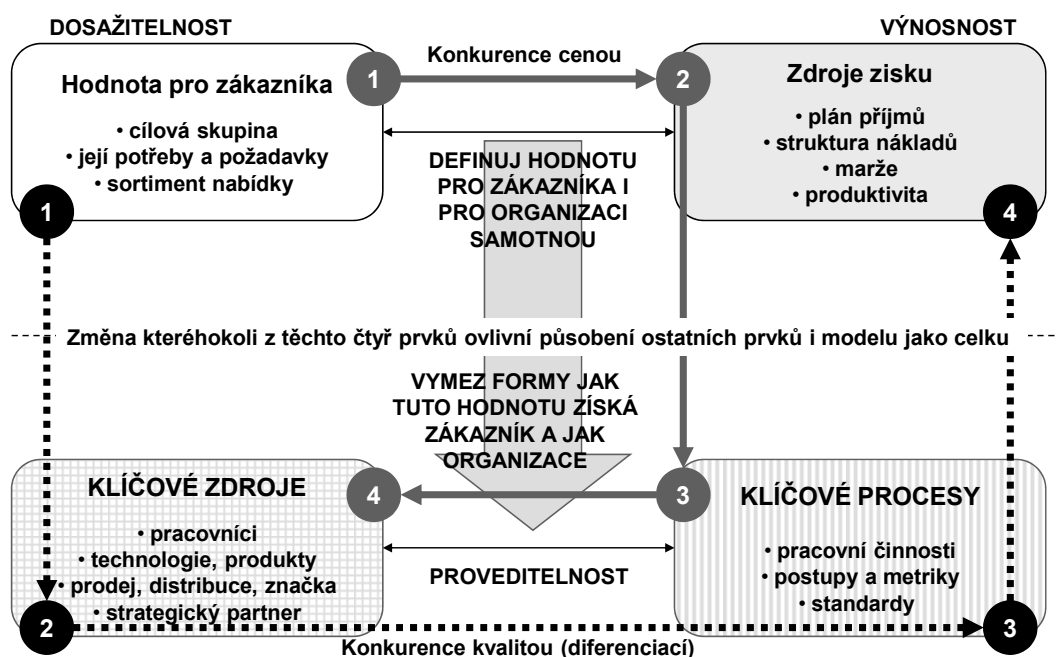 DOSAŽITELNOST
VÝNOSNOST
Hodnota pro zákazníka
• cílová skupina
• její potřeby a požadavky
• sortiment nabídky
1
1
Konkurence cenou
2
Zdroje zisku
• plán příjmů
• struktura nákladů
• marže
• produktivita
4
DEFINUJ HODNOTU
PRO ZÁKAZNÍKA I
PRO ORGANIZACI
SAMOTNOU
Změna kteréhokoli z těchto čtyř prvků ovlivní působení ostatních prvků i modelu jako celku
VYMEZ FORMY JAK
TUTO HODNOTU ZÍSKÁ
ZÁKAZNÍK A JAK
ORGANIZACE
KLÍČOVÉ ZDROJE
4
• pracovníci
• technologie, produkty
• prodej, distribuce, značka
• strategický partner
2
PROVEDITELNOST
3
KLÍČOVÉ PROCESY
• pracovní činnosti
• postupy a metriky
• standardy
3
Konkurence kvalitou (diferenciací)